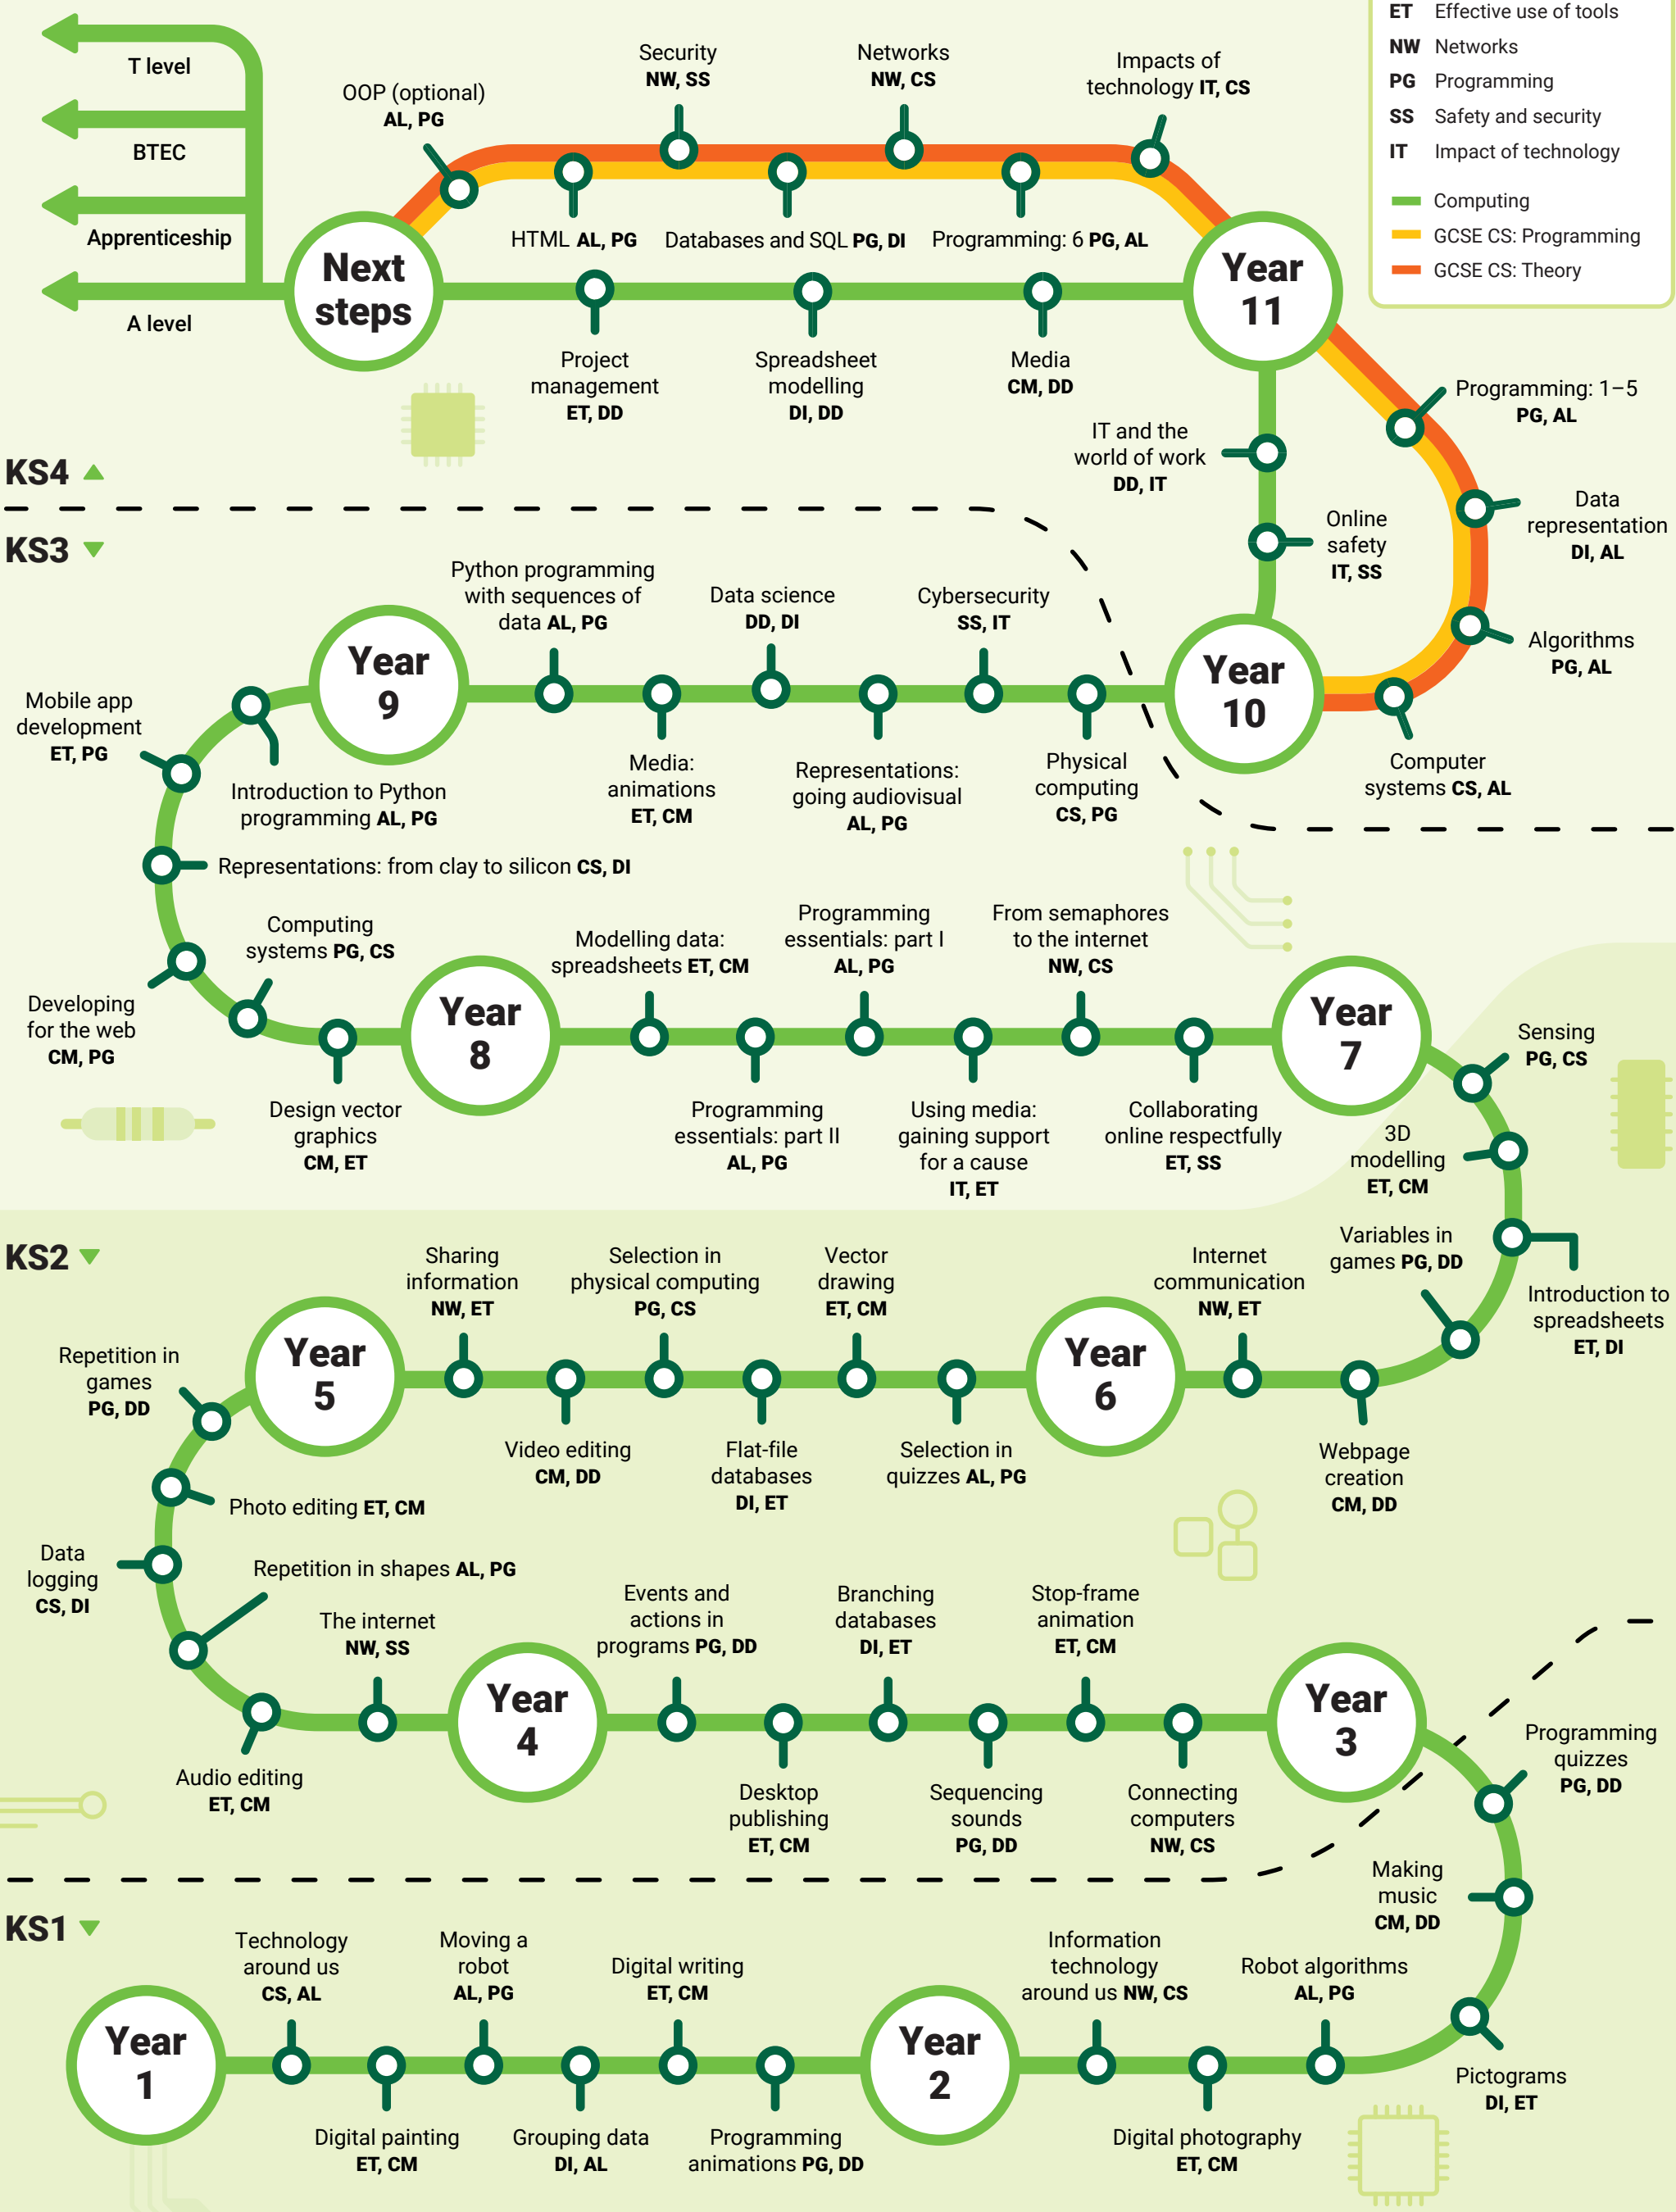 ET Effective use of tools
NW Networks
PG Programming
SS Safety and security
IT Impact of technology
Computing
GCSE CS: Programming
GCSE CS: Theory
T level
BTEC
Apprenticeship
A level
Next
steps
OOP (optional)
AL, PG
Security
NW, SS
Networks
NW, CS
Impacts of
technology IT, CS
HTML AL, PG
Databases and SQL PG, DI
Programming: 6 PG, AL
Year
11
Project
management
ET, DD
Spreadsheet
modelling
DI, DD
Media
CM, DD
Programming: 1–5
PG, AL
IT and the
world of work
DD, IT
Data
representation
DI, AL
Online
safety
IT, SS
Algorithms
PG, AL
Computer
systems CS, AL
KS4
KS3
Year
10
Python programming
with sequences of
data AL, PG
Data science
DD, DI
Cybersecurity
SS, IT
Year
9
Media:
animations
ET, CM
Representations:
going audiovisual
AL, PG
Physical
computing
CS, PG
Mobile app
development
ET, PG
Introduction to Python
programming AL, PG
Representations: from clay to silicon CS, DI
Computing
systems PG, CS
Developing
for the web
CM, PG
Design vector
graphics
CM, ET
Year
8
Modelling data:
spreadsheets ET, CM
Programming
essentials: part I
AL, PG
From semaphores
to the internet
NW, CS
Programming
essentials: part II
AL, PG
Using media:
gaining support
for a cause
IT, ET
Collaborating
online respectfully
ET, SS
Year
7
Sensing
PG, CS
3D
modelling
ET, CM
Variables in
games PG, DD
Introduction to
spreadsheets
ET, DI
KS2
Sharing
information
NW, ET
Selection in
physical computing
PG, CS
Vector
drawing
ET, CM
Internet
communication
NW, ET
Year
5
Year
6
Video editing
CM, DD
Flat-file
databases
DI, ET
Selection in
quizzes AL, PG
Webpage
creation
CM, DD
Repetition in
games
PG, DD
Photo editing ET, CM
Data
logging
CS, DI
Repetition in shapes AL, PG
The internet
NW, SS
Audio editing
ET, CM
Year
4
Events and
actions in
programs PG, DD
Branching
databases
DI, ET
Stop-frame
animation
ET, CM
Desktop
publishing
ET, CM
Sequencing
sounds
PG, DD
Connecting
computers
NW, CS
Year
3
Programming
quizzes
PG, DD
Making
music
CM, DD
Pictograms
DI, ET
KS1
Technology
around us
CS, AL
Moving a
robot
AL, PG
Digital writing
ET, CM
Information
technology
around us NW, CS
Robot algorithms
AL, PG
Year
1
Year
2
Digital painting
ET, CM
Grouping data
DI, AL
Programming
animations PG, DD
Digital photography
ET, CM